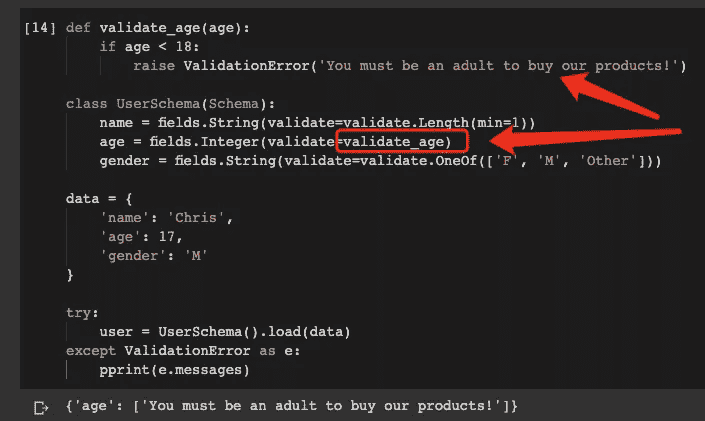 [14] def validate_age(age):
    if age < 18:
        raise ValidationError('You must be an adult to buy our products!')
class UserSchema(Schema):
    name = fields.String(validate=validate.Length(min=1))
    age = fields.Integer(validate=validate_age)
    gender = fields.String(validate=validate.OneOf(['F', 'M', 'Other']))
data = {
    'name': 'Chris',
    'age': 17,
    'gender': 'M'
}
try:
    user = UserSchema().load(data)
except ValidationError as e:
    pprint(e.messages)
{'age': ['You must be an adult to buy our products!']}